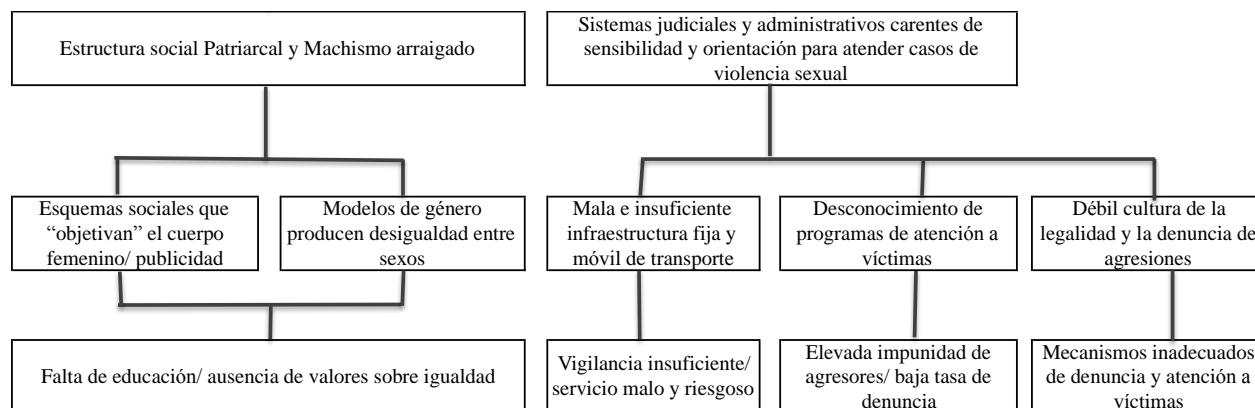 Estructura social Patriarcal y Machismo arraigado
Sistemas judiciales y administrativos carentes de
sensibilidad y orientación para atender casos de
violencia sexual
Esquemas sociales que
“objetivan” el cuerpo
femenino/ publicidad
Modelos de género
producen desigualdad entre
sexos
Mala e insuficiente
infraestructura fija y
móvil de transporte
Desconocimiento de
programas de atención a
víctimas
Débil cultura de la
legalidad y la denuncia de
agresiones
Falta de educación/ ausencia de valores sobre igualdad
Vigilancia insuficiente/
servicio malo y riesgoso
Elevada impunidad de
agresores/ baja tasa de
denuncia
Mecanismos inadecuados
de denuncia y atención a
víctimas